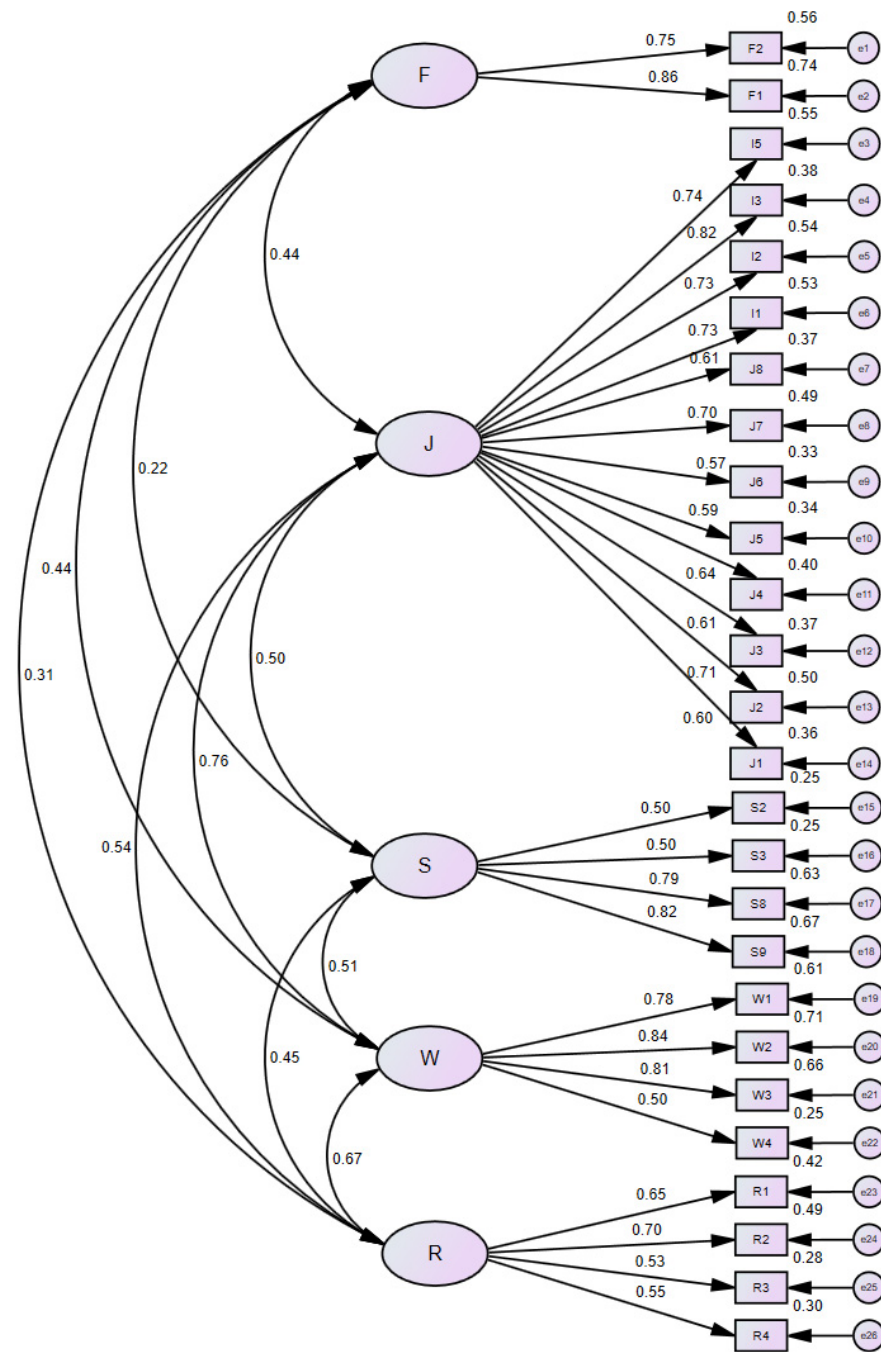 0.56
0.75
F2
e1
0.74
F
0.86
F1
e2
0.55
I5
e3
0.38
0.74
I3
e4
0.82
0.54
0.44
I2
e5
0.73
0.53
I1
e6
0.73
0.37
0.61
J8
e7
0.49
0.70
J7
e8
J
0.33
0.22
0.57
J6
e9
0.34
0.59
J5
e10
0.44
0.40
0.64
J4
e11
0.37
0.61
J3
e12
0.50
0.31
0.50
0.71
J2
e13
0.60
0.36
0.76
J1
e14
0.25
0.50
S2
e15
0.54
0.25
0.50
S3
e16
S
0.63
0.79
S8
e17
0.67
0.82
S9
e18
0.51
0.61
0.78
W1
e19
0.71
0.84
W2
e20
0.45
W
0.66
0.81
W3
e21
0.25
0.50
W4
e22
0.67
0.42
0.65
R1
e23
0.49
0.70
R2
e24
R
0.28
0.53
R3
e25
0.30
0.55
R4
e26